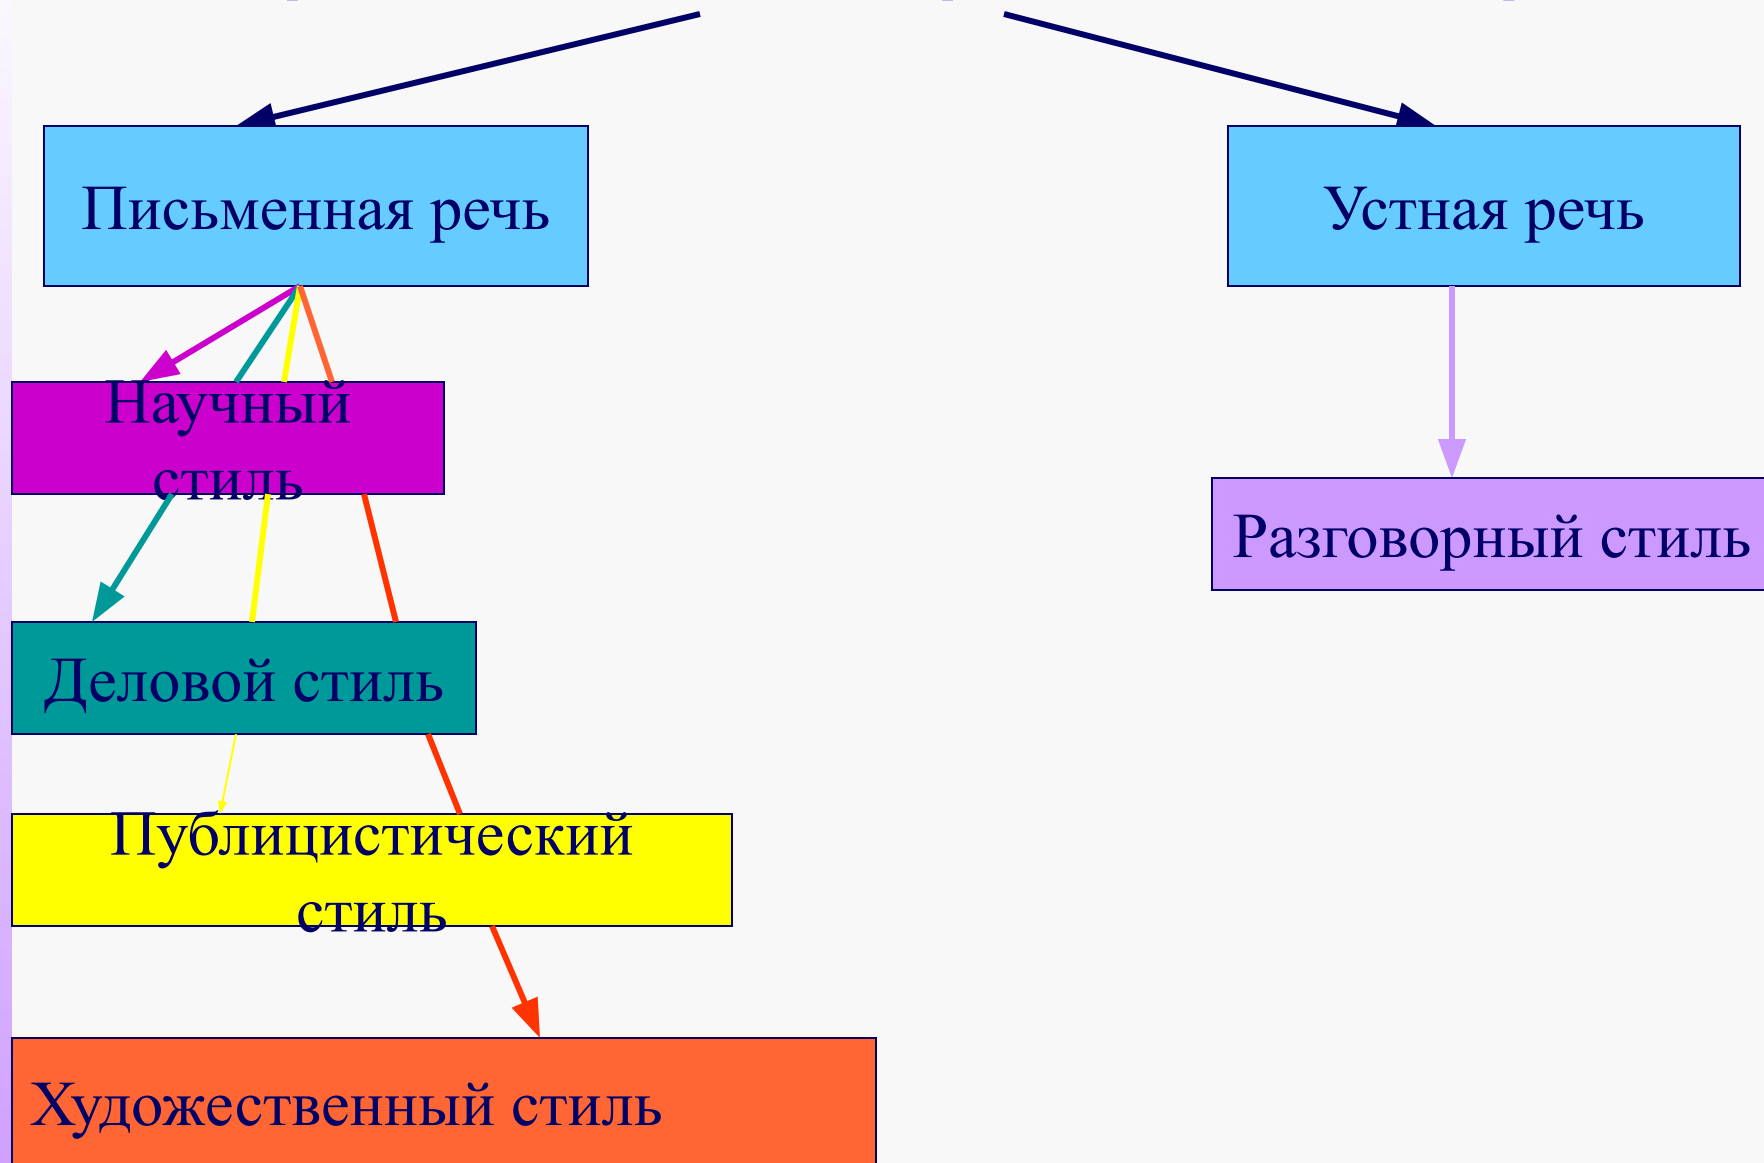 Письменная речь
Устная речь
Научный
стиль
Разговорный стиль
Деловой стиль
Публицистический
стиль
Художественный стиль